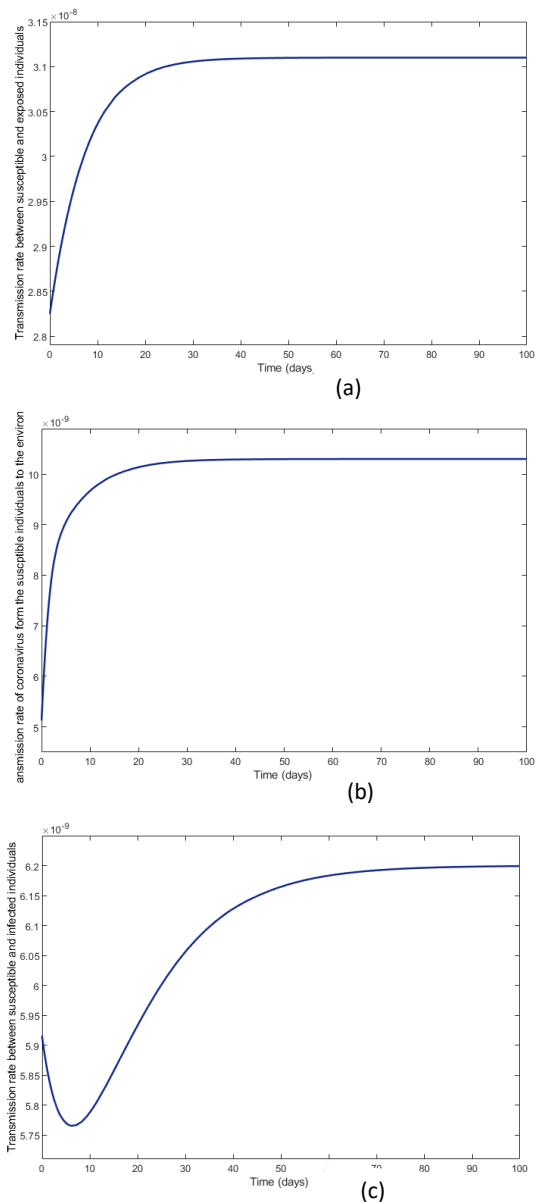 × 10^-8
3.15
3.1
3.05
3
2.95
2.9
2.85
2.8
Transmission rate between susceptible and exposed individuals
0 10 20 30 40 50 60 70 80 90 100
Time (days
(a)
× 10^-9
10
9
8
7
6
5
ansmission rate of coronavirus form the suscptible individuals to the environ
0 10 20 30 40 50 60 70 80 90 100
Time (days)
(b)
× 10^-9
6.2
6.15
6.1
6.05
6
5.95
5.9
5.85
5.8
5.75
Transmission rate between susceptible and infected individuals
0 10 20 30 40 50 60 70 80 90 100
Time (days)
(c)